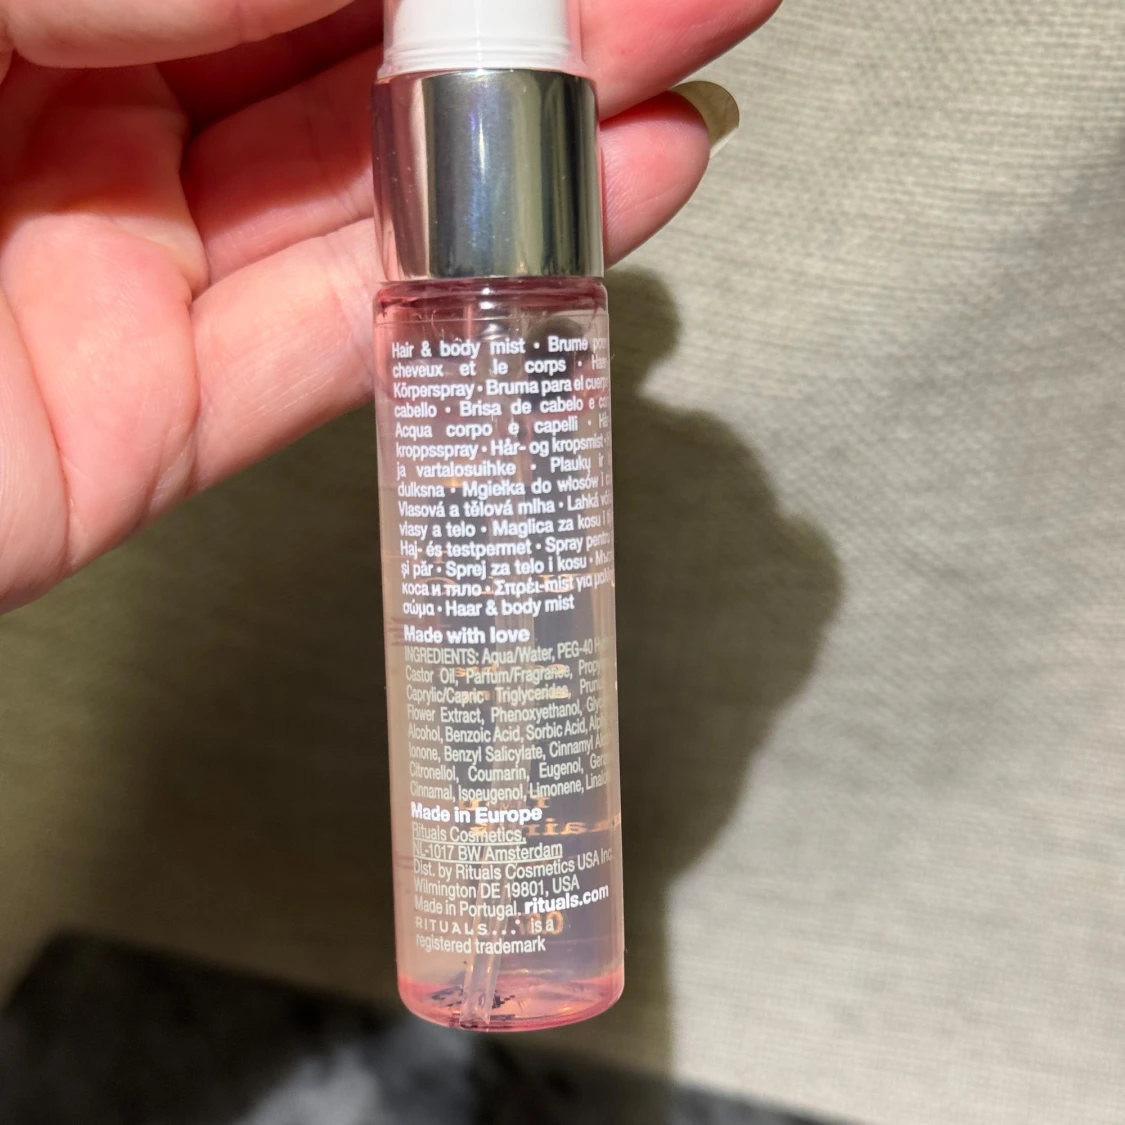 Hair & body mist • Brume
cheveux et le corps •
Körperspray • Bruma para el
cabello • Brisa de cabelo e
Acqua corpo e capelli •
kroppsspray • Hår- og kropsmist •
ja vartalosuihke • Plaukų ir
dulksna • Mgiełka do włosów i
Vlasová a tělová mlha • Lahká
vlasy a telo • Maglica za kosu i
Haj- és testpermet • Spray pentru
și păr • Sprej za telo i kosu •
коса и тяло • Σπρέι-mist για
σώμα • Haar & body mist
Made with love
INGREDIENTS: Aqua/Water, PEG-40
Castor Oil, Parfum/Fragrance,
Caprylic/Capric Triglycerides,
Flower Extract, Phenoxyethanol,
Alcohol, Benzoic Acid, Sorbic Acid,
Ionone, Benzyl Salicylate, Cinnamyl
Citronellol, Coumarin, Eugenol,
Cinnamal, Isoeugenol, Limonene,
Made in Europe
Rituals Cosmetics,
NL-1017 BW Amsterdam
Dist. by Rituals Cosmetics USA Inc.
Wilmington DE 19801, USA
Made in Portugal. rituals.com
RITUALS... is a
registered trademark